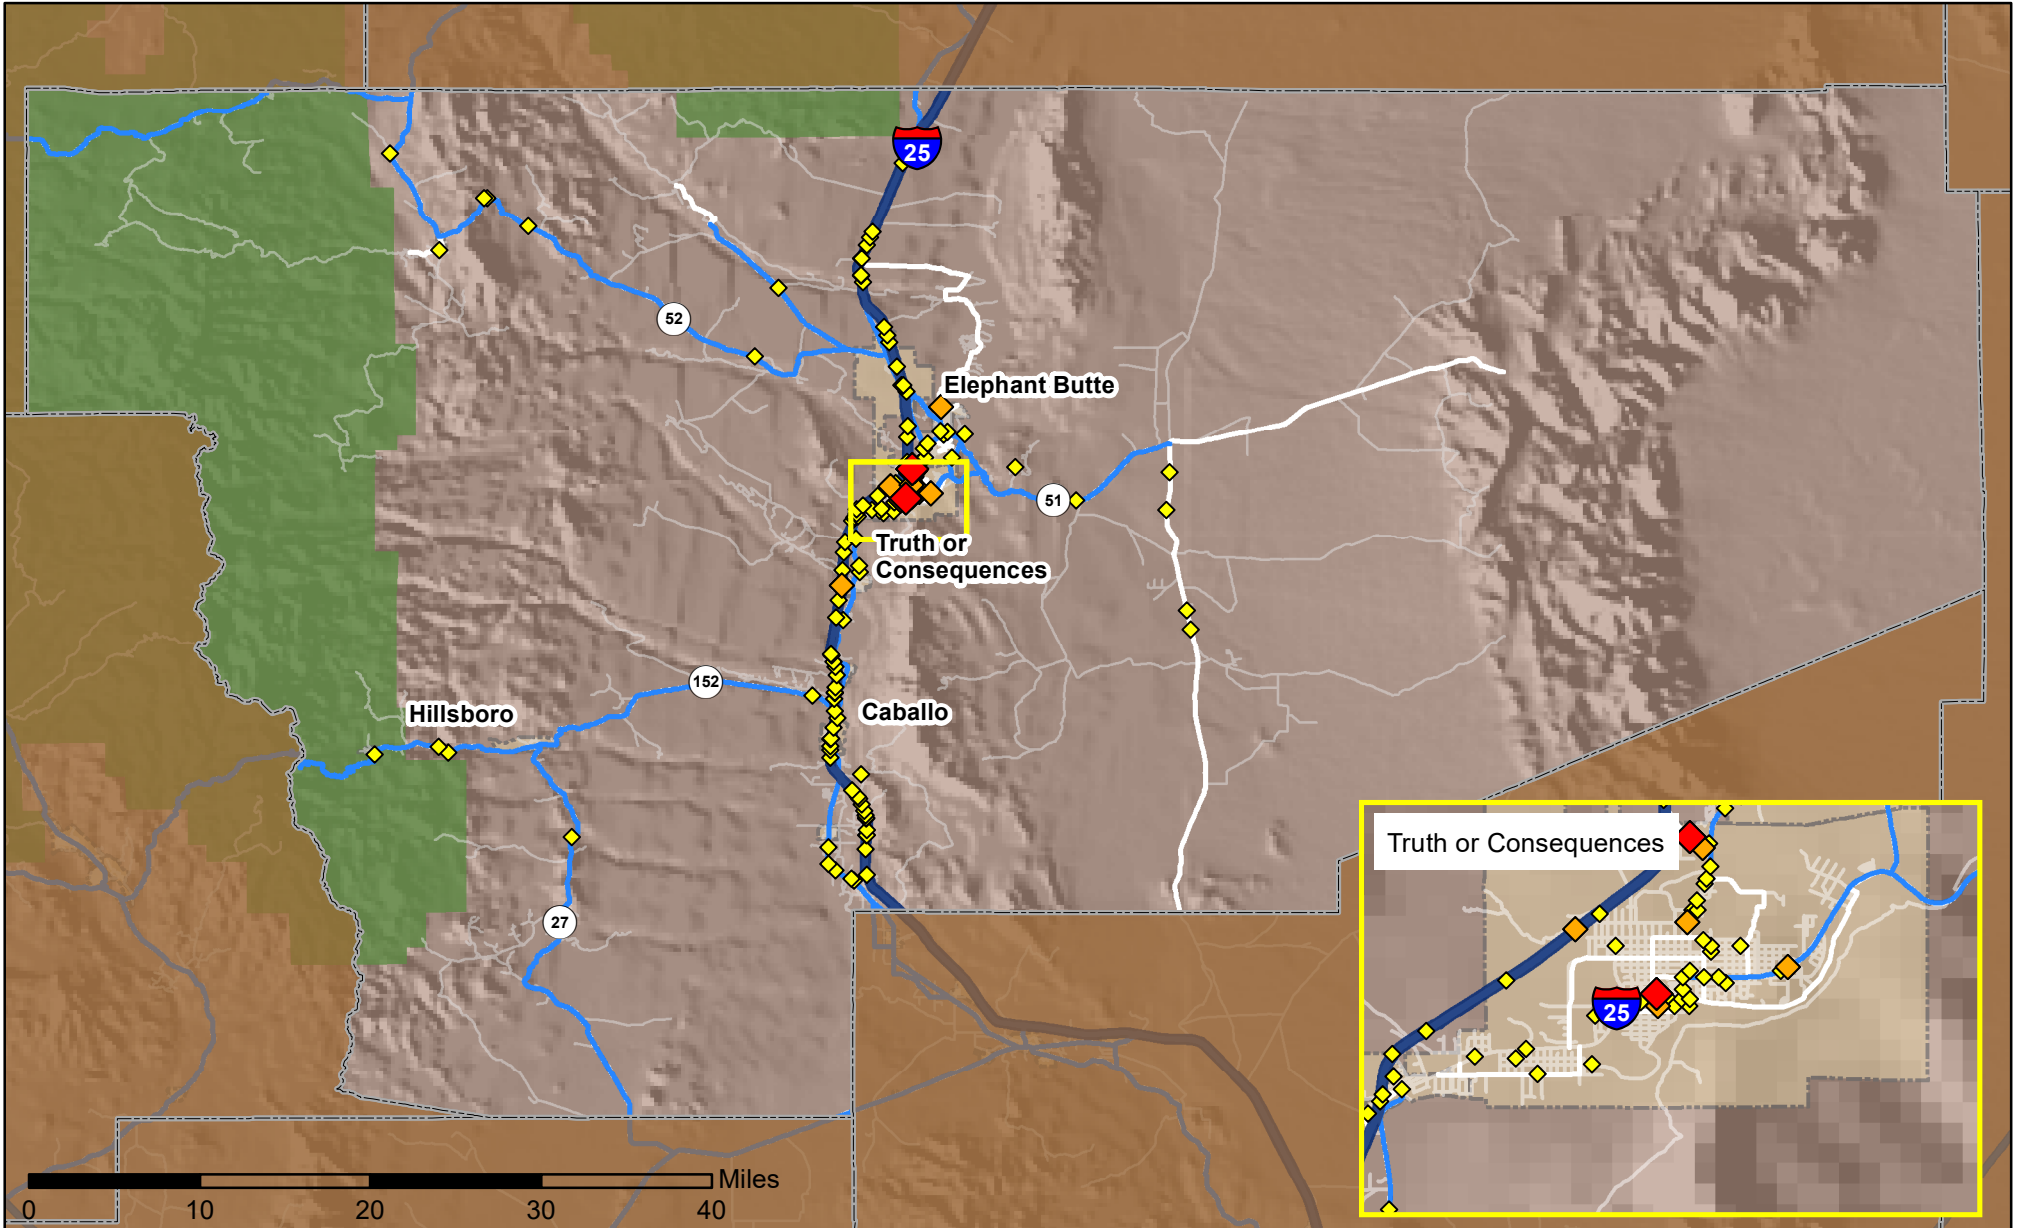 25
52
Elephant Butte
51
Truth or
Consequences
152
Caballo
Hillsboro
27
Truth or Consequences
25
Miles
0 10 20 30 40